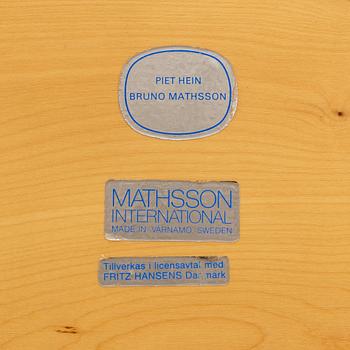 PIET HEIN
BRUNO MATHSSON
MATHSSON
INTERNATIONAL
MADE IN VÄRNAMO, SWEDEN
Tillverkas i licensavtal med
FRITZ HANSENS Danmark